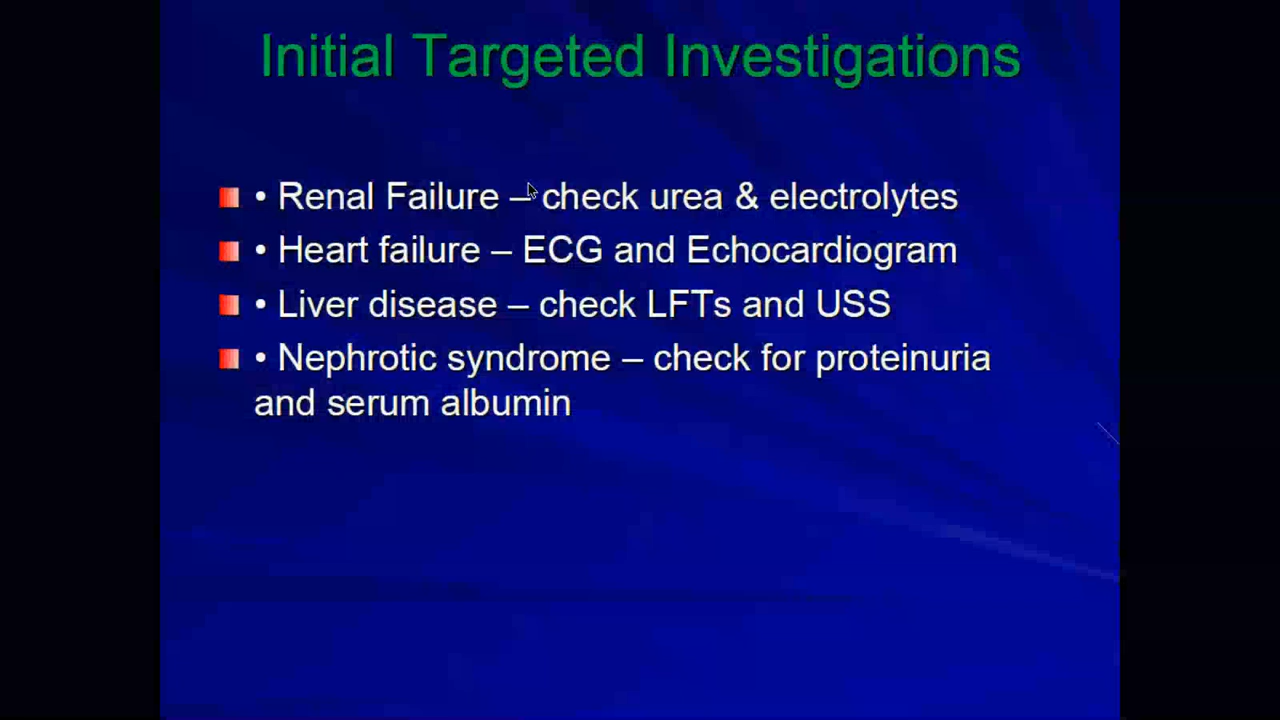 Initial Targeted Investigations
• Renal Failure – check urea & electrolytes
• Heart failure – ECG and Echocardiogram
• Liver disease – check LFTs and USS
• Nephrotic syndrome – check for proteinuria
and serum albumin